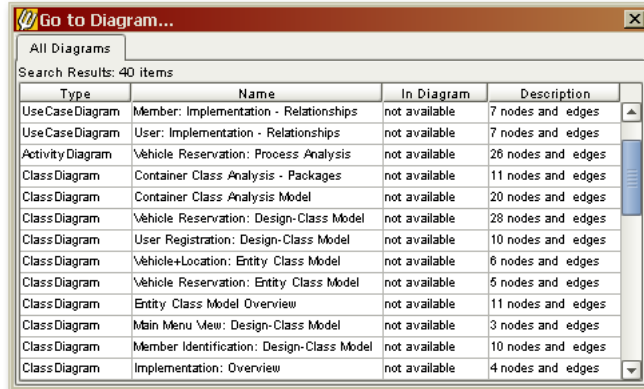 Go to Diagram...
All Diagrams
Search Results: 40 items
Type Name In Diagram Description
UseCaseDiagram Member: Implementation - Relationships not available 7 nodes and edges
UseCaseDiagram User: Implementation - Relationships not available 7 nodes and edges
ActivityDiagram Vehicle Reservation: Process Analysis not available 26 nodes and edges
ClassDiagram Container Class Analysis - Packages not available 11 nodes and edges
ClassDiagram Container Class Analysis Model not available 20 nodes and edges
ClassDiagram Vehicle Reservation: Design-Class Model not available 28 nodes and edges
ClassDiagram User Registration: Design-Class Model not available 10 nodes and edges
ClassDiagram Vehicle+Location: Entity Class Model not available 6 nodes and edges
ClassDiagram Vehicle Reservation: Entity Class Model not available 5 nodes and edges
ClassDiagram Entity Class Model Overview not available 11 nodes and edges
ClassDiagram Main Menu View: Design-Class Model not available 3 nodes and edges
ClassDiagram Member Identification: Design-Class Model not available 10 nodes and edges
ClassDiagram Implementation: Overview not available 4 nodes and edges